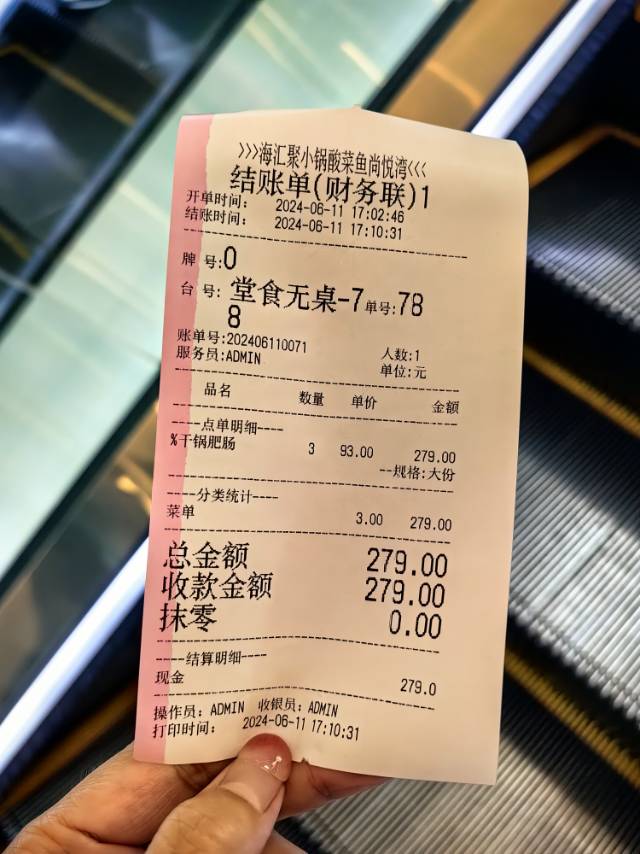 >>>海汇聚小锅酸菜鱼尚悦湾<<<
结账单(财务联)1
开单时间: 2024-06-11 17:02:46
结账时间: 2024-06-11 17:10:31
牌 号:0
台 号: 堂食无桌-7 单号:78
8
账单号:202406110071 人数:1
服务员:ADMIN 单位:元
品名 数量 单价 金额
----点单明细----
%干锅肥肠 3 93.00 279.00
--规格:大份
----分类统计----
菜单 3.00 279.00
总金额 279.00
收款金额 279.00
抹零 0.00
----结算明细----
现金 279.0
操作员: ADMIN 收银员: ADMIN
打印时间: 2024-06-11 17:10:31